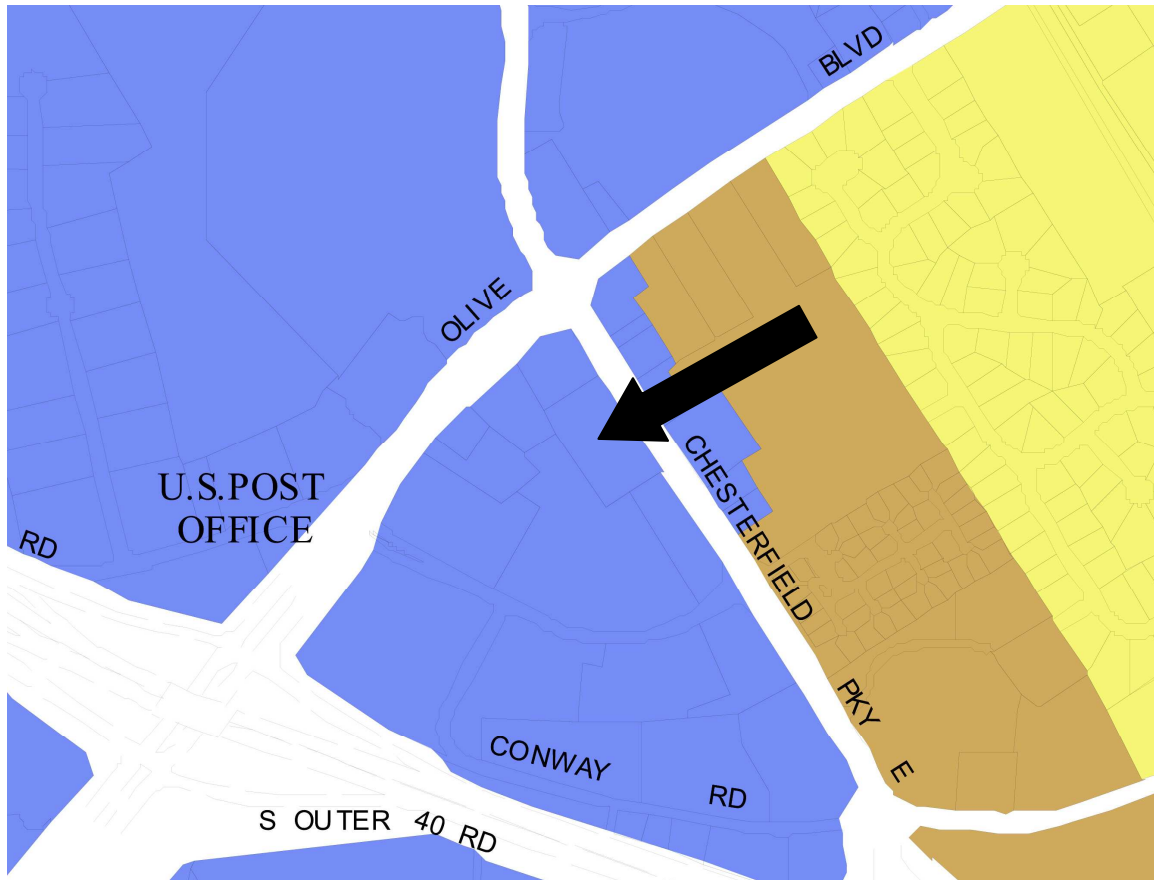 BLVD
OLIVE
CHESTERFIELD
U.S.POST
OFFICE
RD
PKY E
CONWAY RD
S OUTER 40 RD